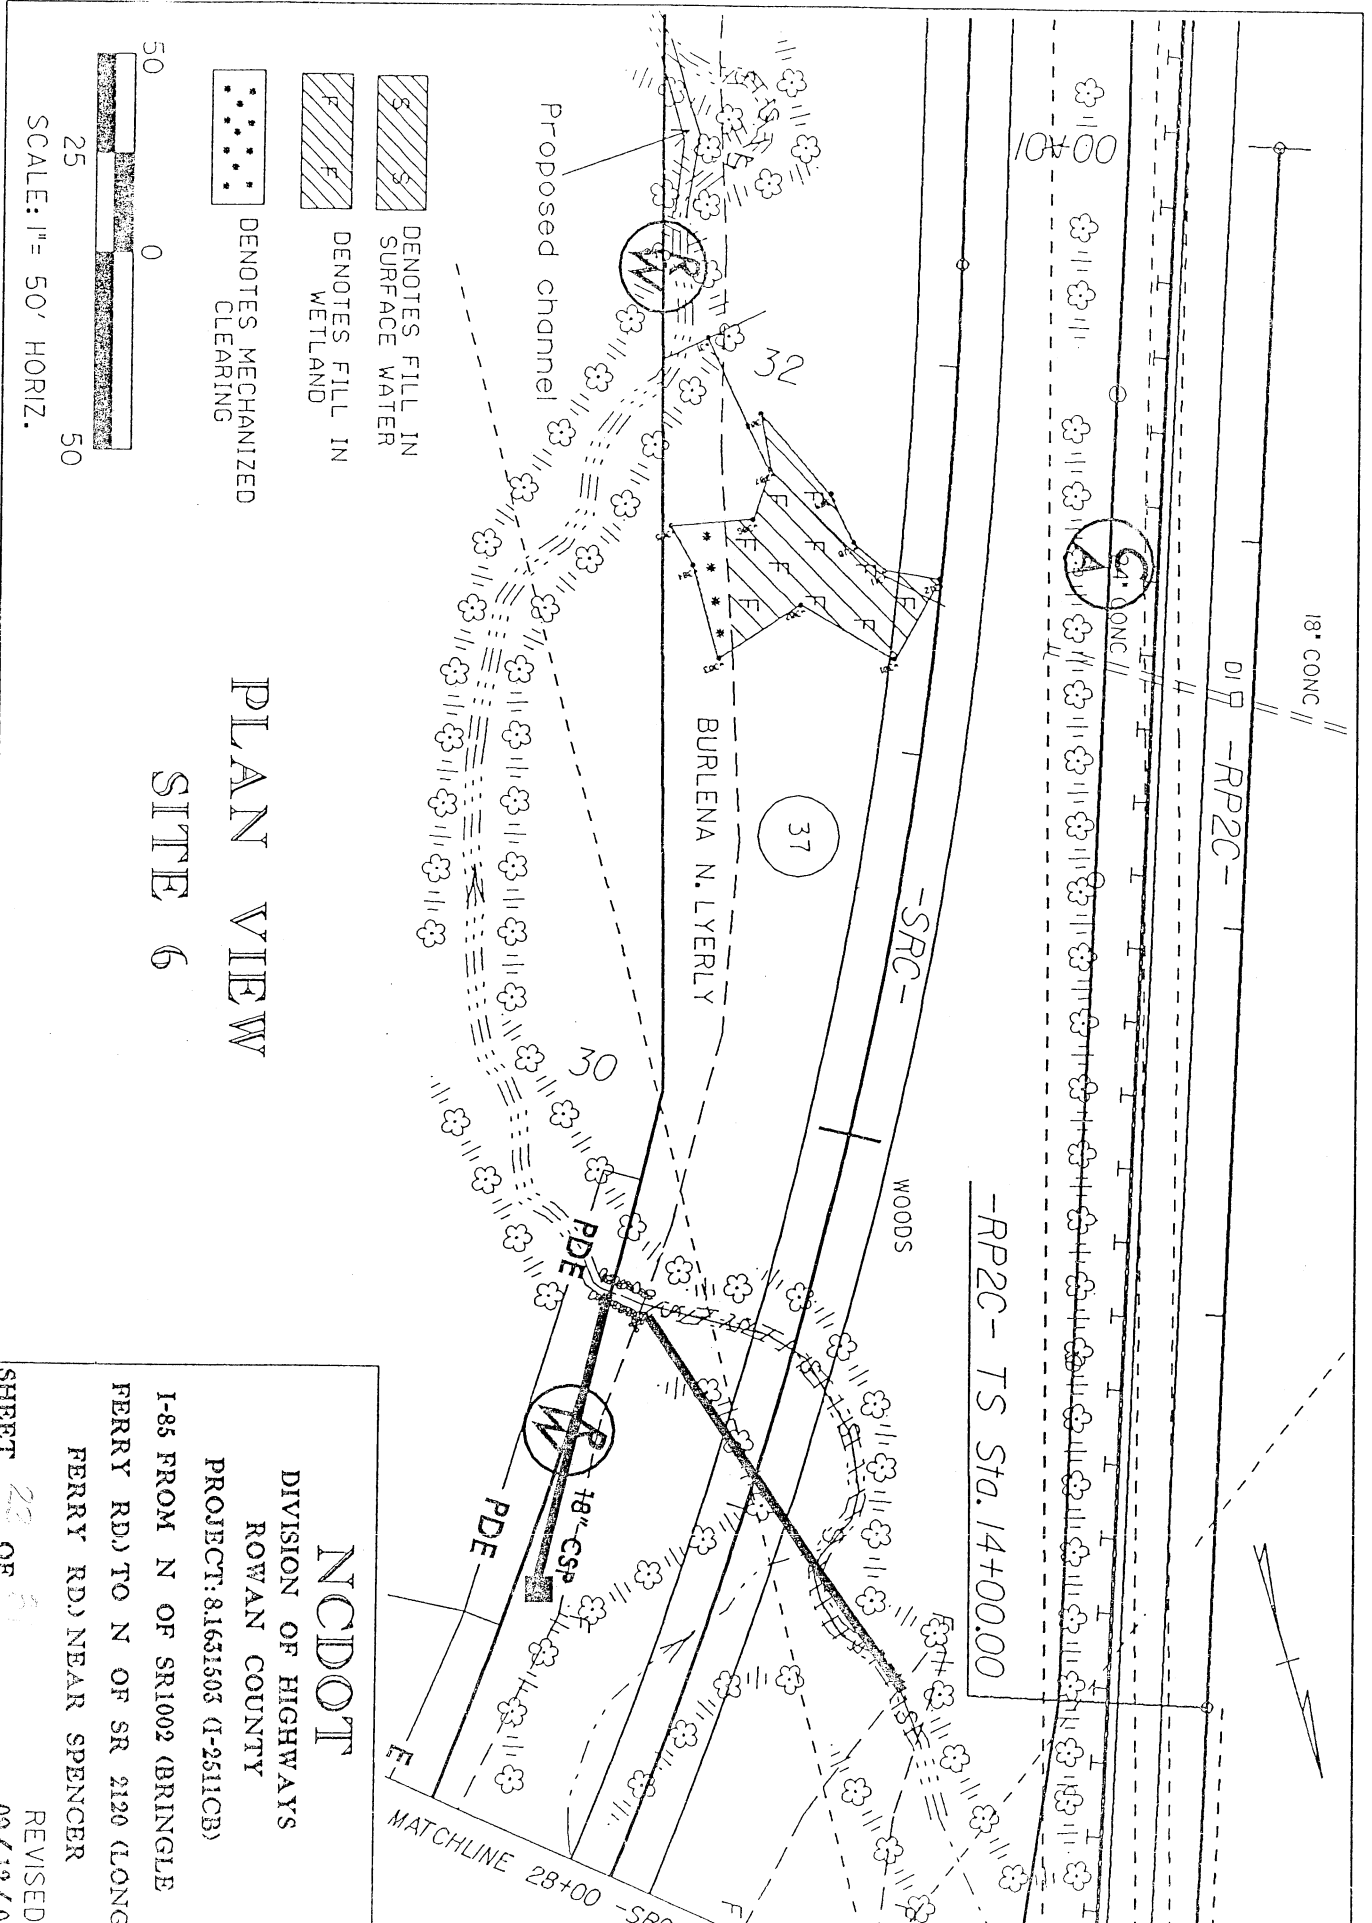 18" CONC
DI
-RP2C-
10+00
C
A
24" CONC
-SRC-
32
37
BURLENA N. LYERLY
30
WOODS
-RP2C- TS Sta. 14+00.00
Proposed channel
R
W
F F
F F
F F
F F
S S
DENOTES FILL IN
SURFACE WATER
F F
DENOTES FILL IN
WETLAND
DENOTES MECHANIZED
CLEARING
50 25 0 50
SCALE: 1" = 50' HORIZ.
PLAN VIEW
SITE 6
PDE
R
W
18" CSP
PDE
E
F
MATCHLINE 28+00
NCDOT
DIVISION OF HIGHWAYS
ROWAN COUNTY
PROJECT: 8.1631503 (I-2511CB)
I-85 FROM N OF SR1002 (BRINGLE
FERRY RD.) TO N OF SR 2120 (LONG
FERRY RD.) NEAR SPENCER
SHEET OF
REVISED